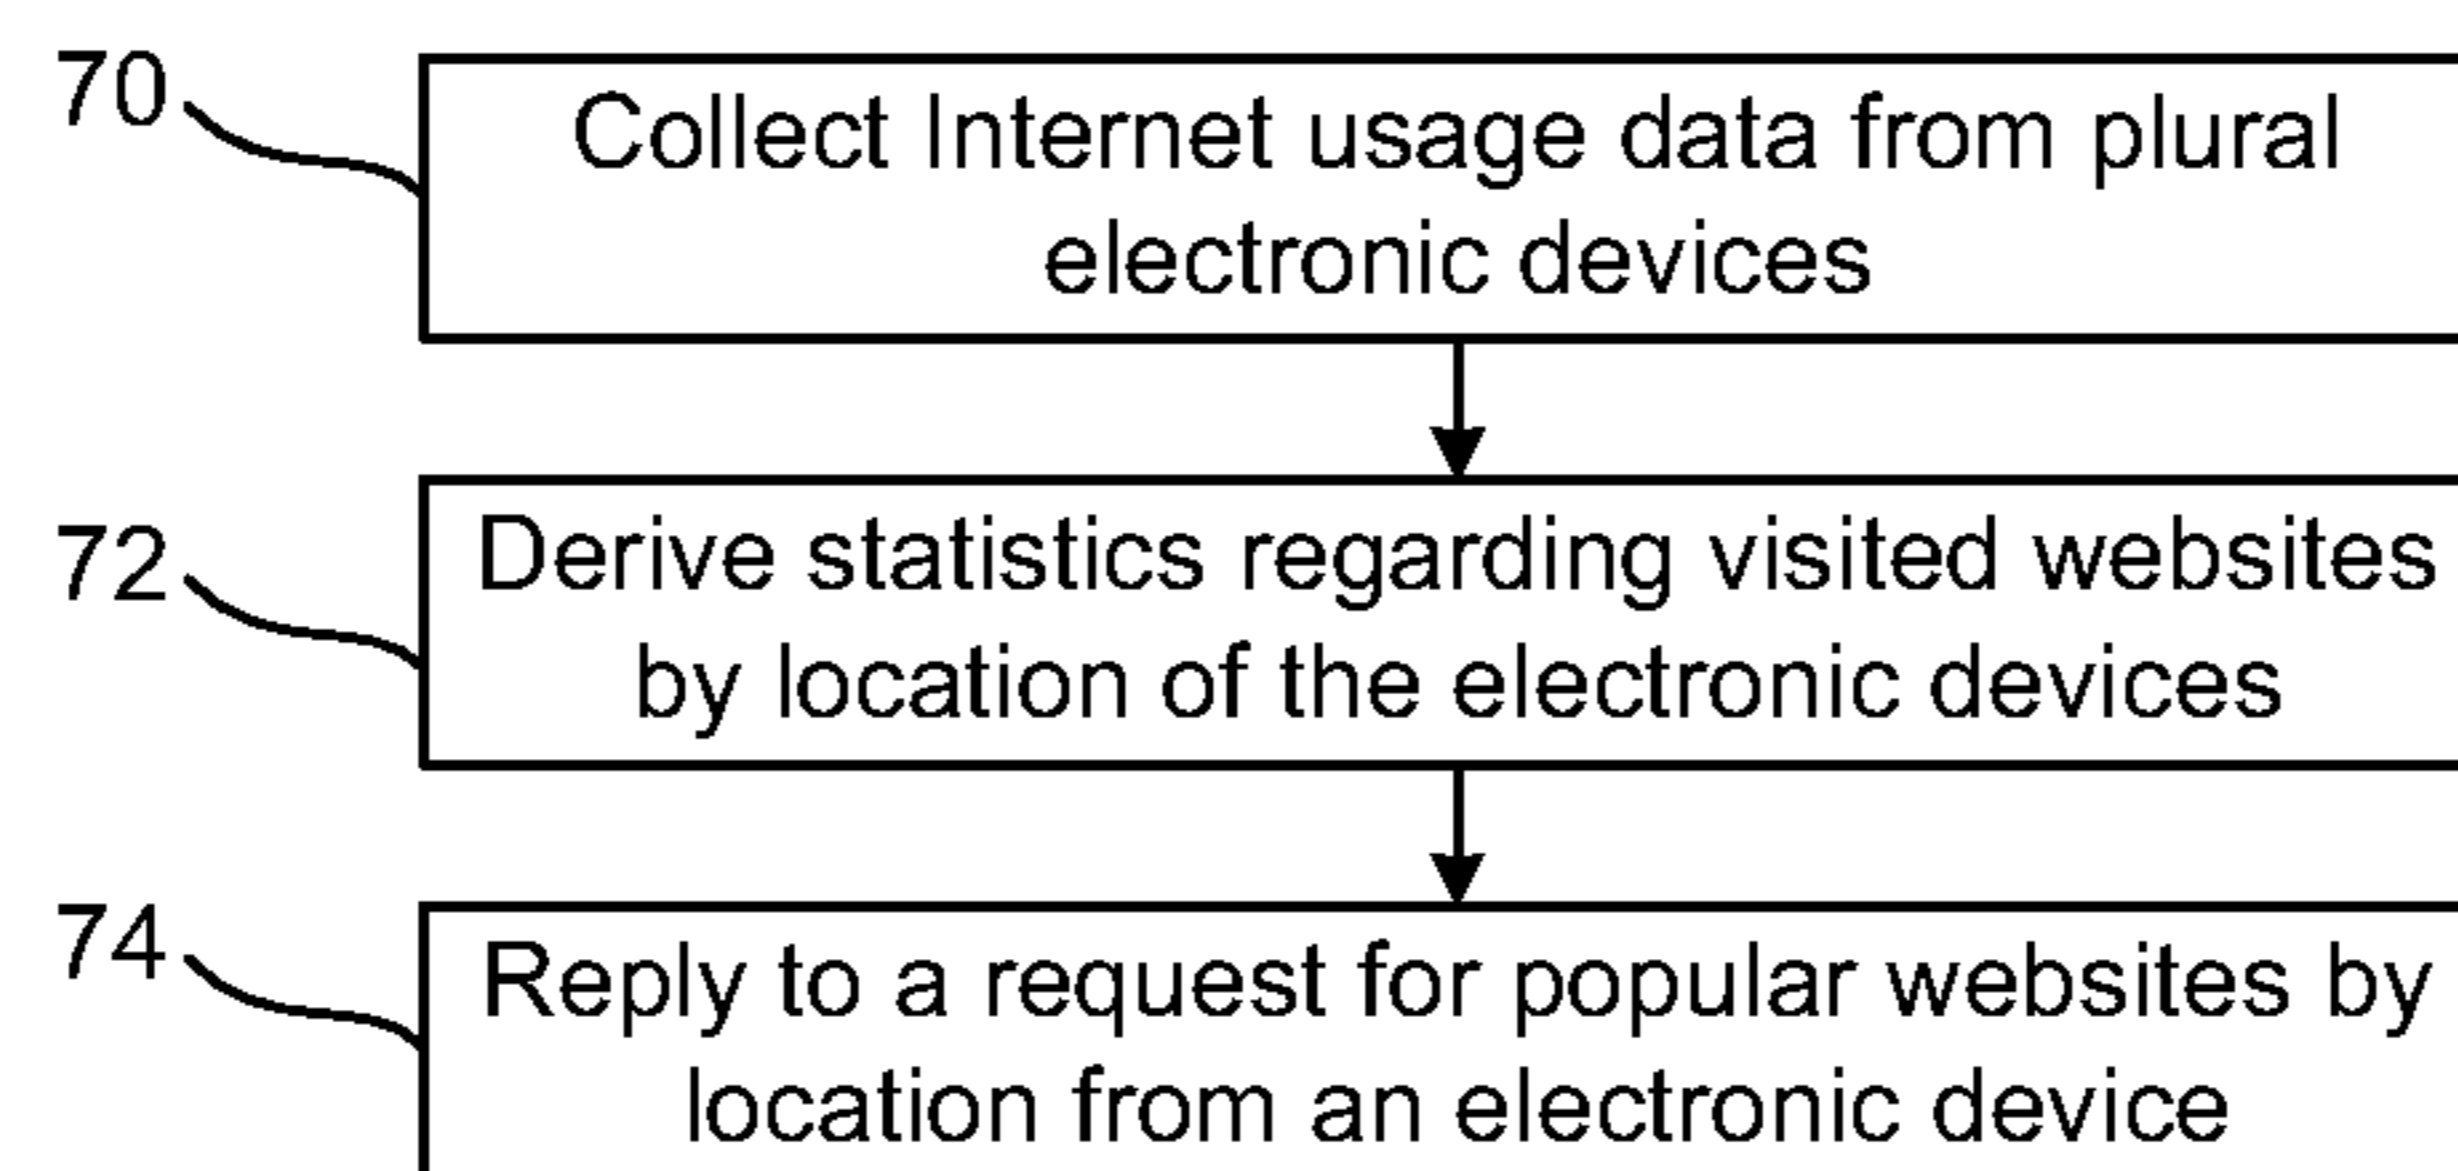 70
Collect Internet usage data from plural
electronic devices
72
Derive statistics regarding visited websites
by location of the electronic devices
74
Reply to a request for popular websites by
location from an electronic device